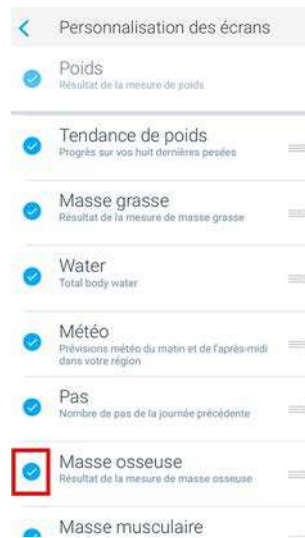 Personnalisation des écrans
Poids
Résultat de la mesure de poids
Tendance de poids
Progrès sur vos huit dernières pesées
Masse grasse
Résultat de la mesure de masse grasse
Water
Total body water
Météo
Prévisions météo du matin et de l'après-midi
dans votre région
Pas
Nombre de pas de la journée précédente
Masse osseuse
Résultat de la mesure de masse osseuse
Masse musculaire